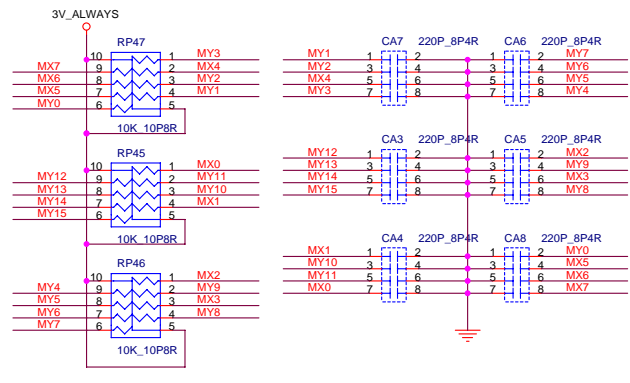 3V_ALWAYS
RP47
10 1 MY3
MX7 9 2 MX4
MX6 8 3 MY2
MX5 7 4 MY1
MY0 6 5
10K_10P8R
RP45
10 1 MX0
MY12 9 2 MY11
MY13 8 3 MY10
MY14 7 4 MX1
MY15 6 5
10K_10P8R
RP46
10 1 MX2
MY4 9 2 MY9
MY5 8 3 MX3
MY6 7 4 MY8
MY7 6 5
10K_10P8R
CA7 220P_8P4R CA6 220P_8P4R
MY1 1 2 1 2 MY7
MY2 3 4 3 4 MY6
MX4 5 6 5 6 MY5
MY3 7 8 7 8 MY4
CA3 220P_8P4R CA5 220P_8P4R
MY12 1 2 1 2 MX2
MY13 3 4 3 4 MY9
MY14 5 6 5 6 MX3
MY15 7 8 7 8 MY8
CA4 220P_8P4R CA8 220P_8P4R
MX1 1 2 1 2 MY0
MY10 3 4 3 4 MX5
MY11 5 6 5 6 MX6
MX0 7 8 7 8 MX7